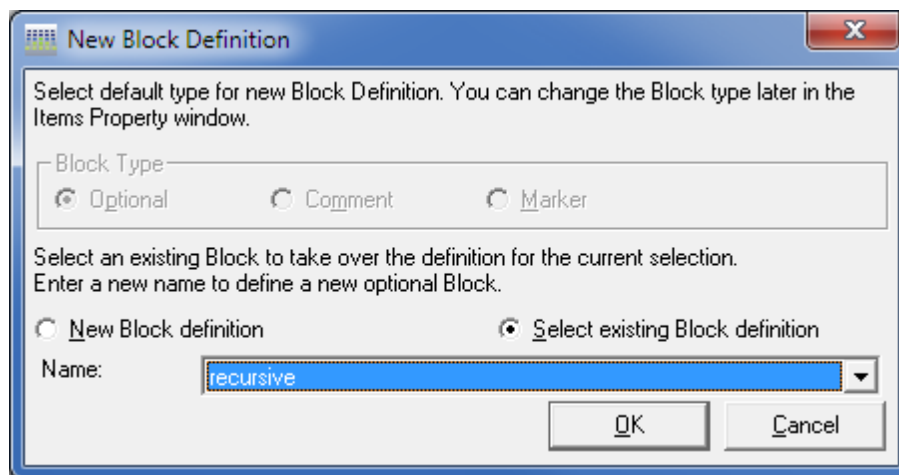 New Block Definition
Select default type for new Block Definition. You can change the Block type later in the
Items Property window.
Block Type
Optional Comment Marker
Select an existing Block to take over the definition for the current selection.
Enter a new name to define a new optional Block.
New Block definition Select existing Block definition
Name: recursive
OK Cancel